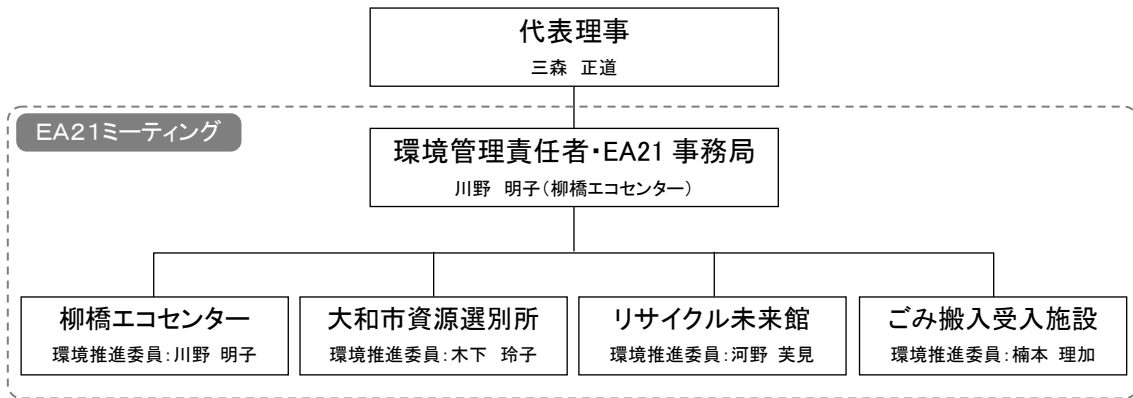 代表理事
三森 正道
EA21ミーティング
環境管理責任者・EA21 事務局
川野 明子(柳橋エコセンター)
柳橋エコセンター
環境推進委員:川野 明子
大和市資源選別所
環境推進委員:木下 玲子
リサイクル未来館
環境推進委員:河野 芙見
ごみ搬入受入施設
環境推進委員:楠本 理加